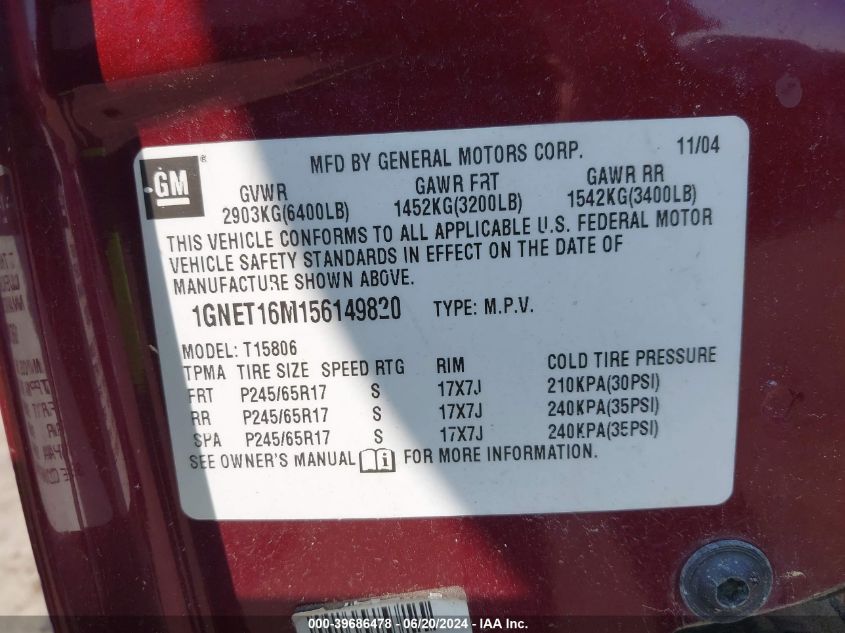 GM ®
MFD BY GENERAL MOTORS CORP. 11/04
GVWR GAWR FRT GAWR RR
2903KG(6400LB) 1452KG(3200LB) 1542KG(3400LB)
THIS VEHICLE CONFORMS TO ALL APPLICABLE U.S. FEDERAL MOTOR
VEHICLE SAFETY STANDARDS IN EFFECT ON THE DATE OF
MANUFACTURE SHOWN ABOVE.
1GNET16M156149820 TYPE: M.P.V.
MODEL: T15806
TPMA TIRE SIZE SPEED RTG RIM COLD TIRE PRESSURE
FRT P245/65R17 S 17X7J 210KPA(30PSI)
RR P245/65R17 S 17X7J 240KPA(35PSI)
SPA P245/65R17 S 17X7J 240KPA(35PSI)
SEE OWNER'S MANUAL i FOR MORE INFORMATION.
000-39686478 - 06/20/2024 - IAAI Inc.